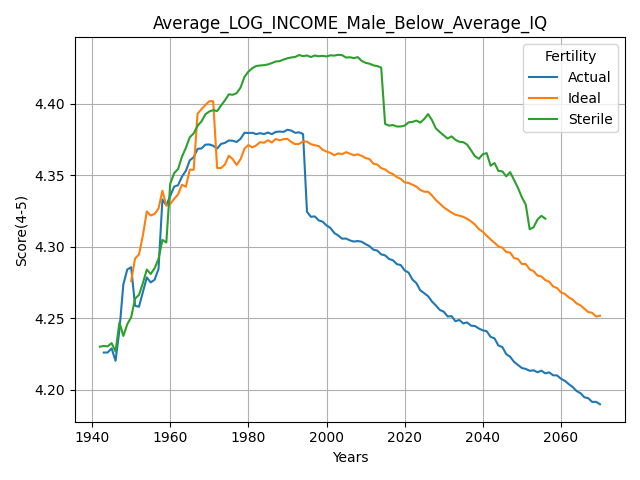 Average_LOG_INCOME_Male_Below_Average_IQ
Fertility
Actual
Ideal
Sterile
Score(4-5)
4.40
4.35
4.30
4.25
4.20
1940 1960 1980 2000 2020 2040 2060
Years